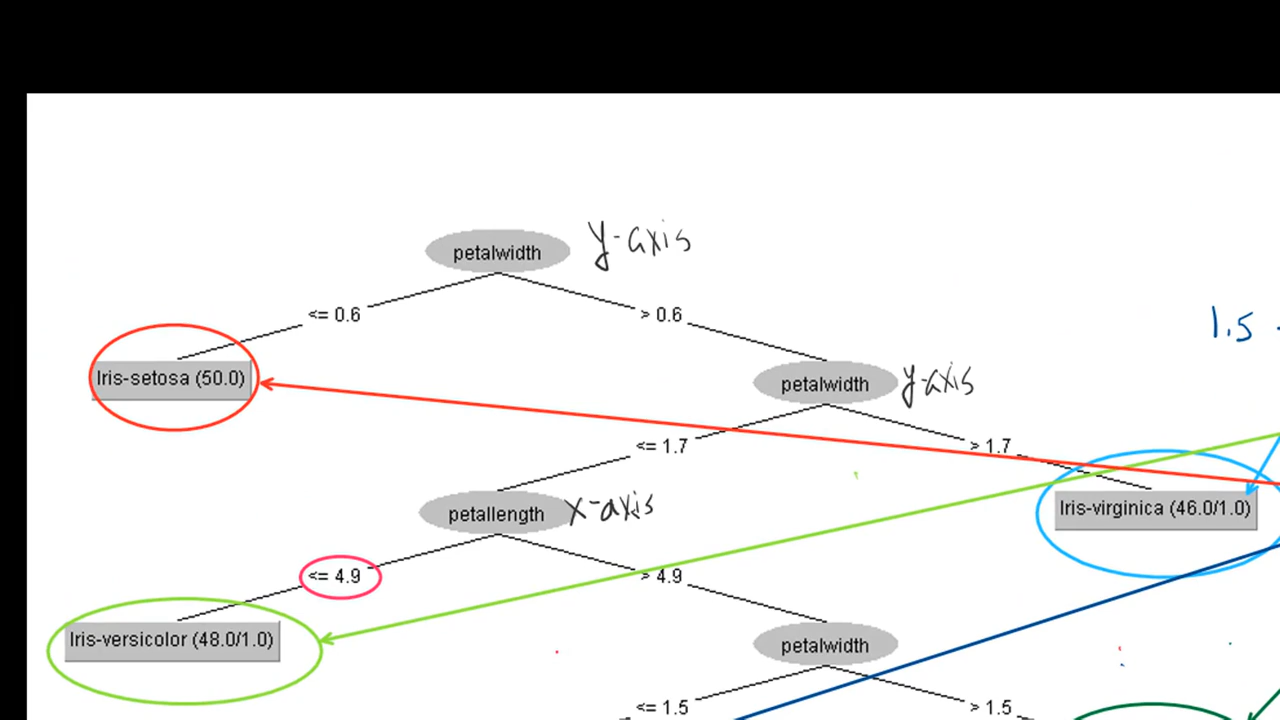 petalwidth y-axis
<= 0.6 > 0.6
1.5
Iris-setosa (50.0)
petalwidth y-axis
<= 1.7 > 1.7
petallength x-axis
Iris-virginica (46.0/1.0)
<= 4.9 > 4.9
Iris-versicolor (48.0/1.0)
petalwidth
<= 1.5 > 1.5